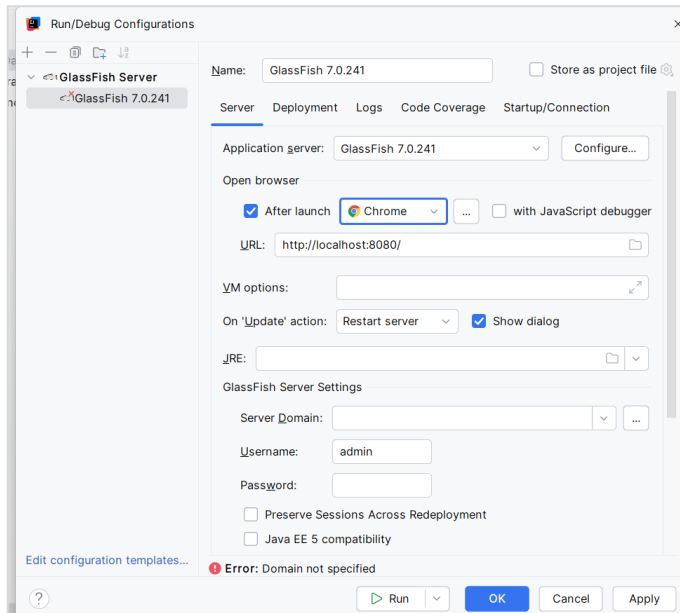 Run/Debug Configurations
GlassFish Server
GlassFish 7.0.241
Edit configuration templates...
Name: GlassFish 7.0.241
Store as project file
Server Deployment Logs Code Coverage Startup/Connection
Application server: GlassFish 7.0.241 Configure...
Open browser
After launch Chrome ... with JavaScript debugger
URL: http://localhost:8080/
VM options:
On 'Update' action: Restart server Show dialog
JRE:
GlassFish Server Settings
Server Domain: ...
Username: admin
Password:
Preserve Sessions Across Redeployment
Java EE 5 compatibility
Error: Domain not specified
? Run OK Cancel Apply